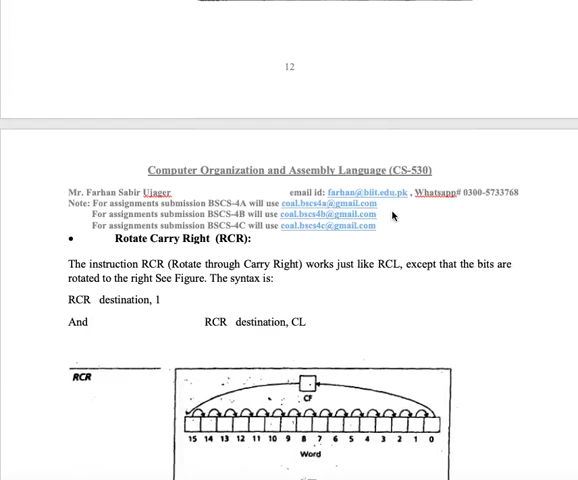 12
Computer Organization and Assembly Language (CS-530)
Mr. Farhan Sabir Ujager email id: farhan@biit.edu.pk , Whatsapp# 0300-5733768
Note: For assignments submission BSCS-4A will use coal.bscs4a@gmail.com
For assignments submission BSCS-4B will use coal.bscs4b@gmail.com
For assignments submission BSCS-4C will use coal.bscs4c@gmail.com
• Rotate Carry Right (RCR):
The instruction RCR (Rotate through Carry Right) works just like RCL, except that the bits are
rotated to the right See Figure. The syntax is:
RCR destination, 1
And RCR destination, CL
RCR
CF
15 14 13 12 11 10 9 8 7 6 5 4 3 2 1 0
Word